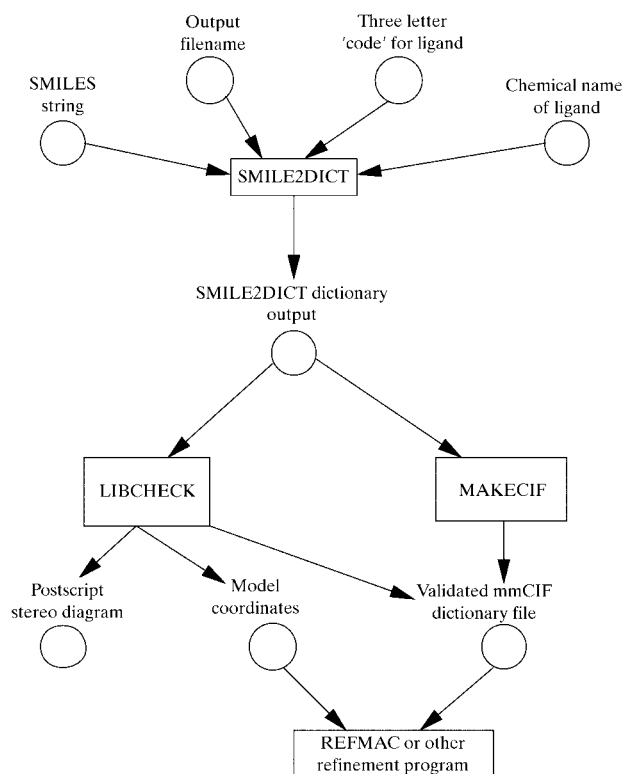 Output
filename
Three letter
'code' for ligand
SMILES
string
Chemical name
of ligand
SMILE2DICT
SMILE2DICT dictionary
output
LIBCHECK
MAKECIF
Postscript
stereo diagram
Model
coordinates
Validated mmCIF
dictionary file
REFMAC or other
refinement program